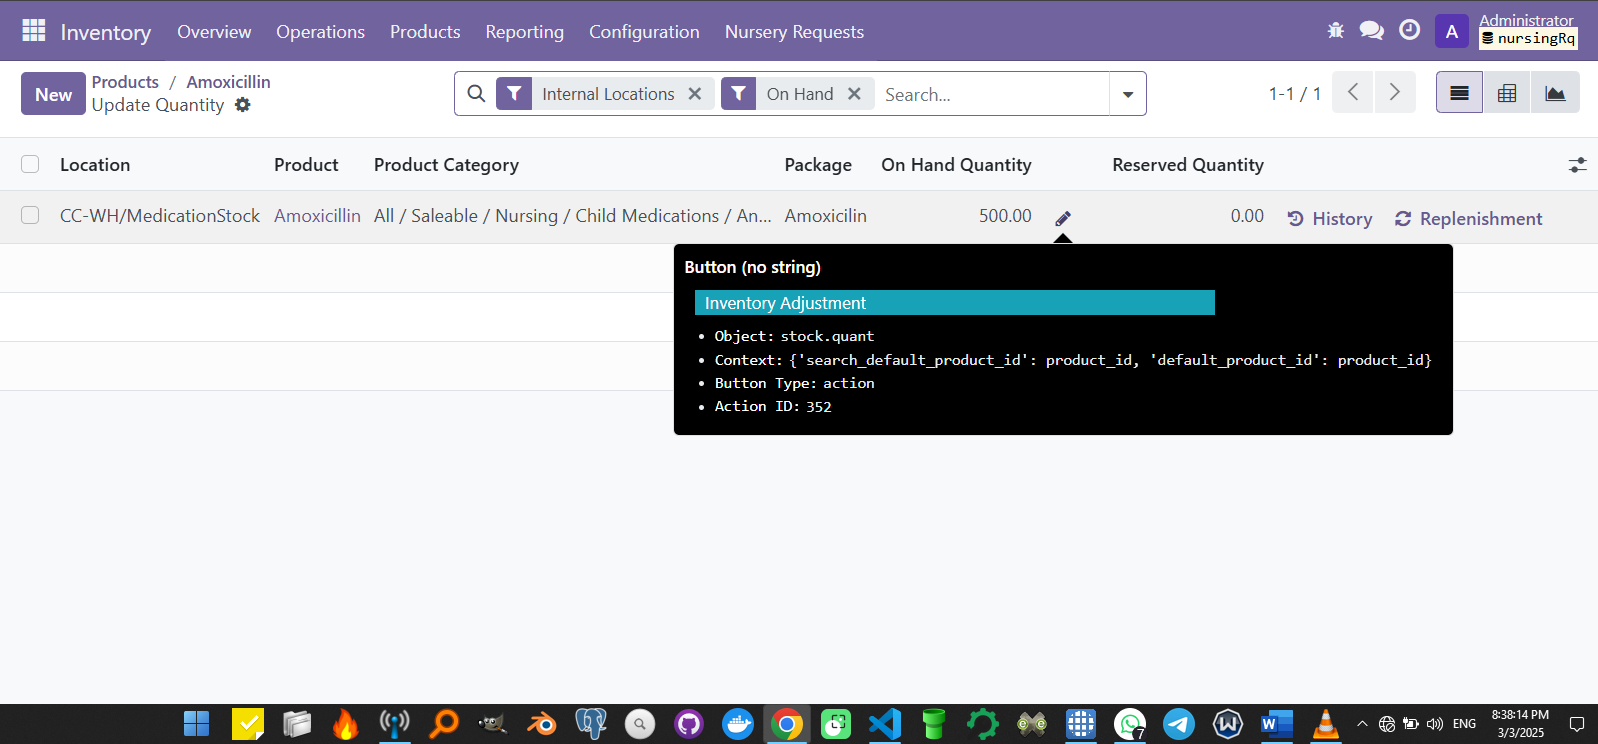 Inventory Overview Operations Products Reporting Configuration Nursery Requests A Administrator
nursingRq
New Products / Amoxicillin
Update Quantity
Internal Locations On Hand Search... 1-1 / 1
Location Product Product Category Package On Hand Quantity Reserved Quantity
CC-WH/MedicationStock Amoxicillin All / Saleable / Nursing / Child Medications / An... Amoxicilin 500.00 0.00 History Replenishment
Button (no string)
Inventory Adjustment
• Object: stock.quant
• Context: {'search_default_product_id': product_id, 'default_product_id': product_id}
• Button Type: action
• Action ID: 352
7 ENG 8:38:14 PM
3/3/2025